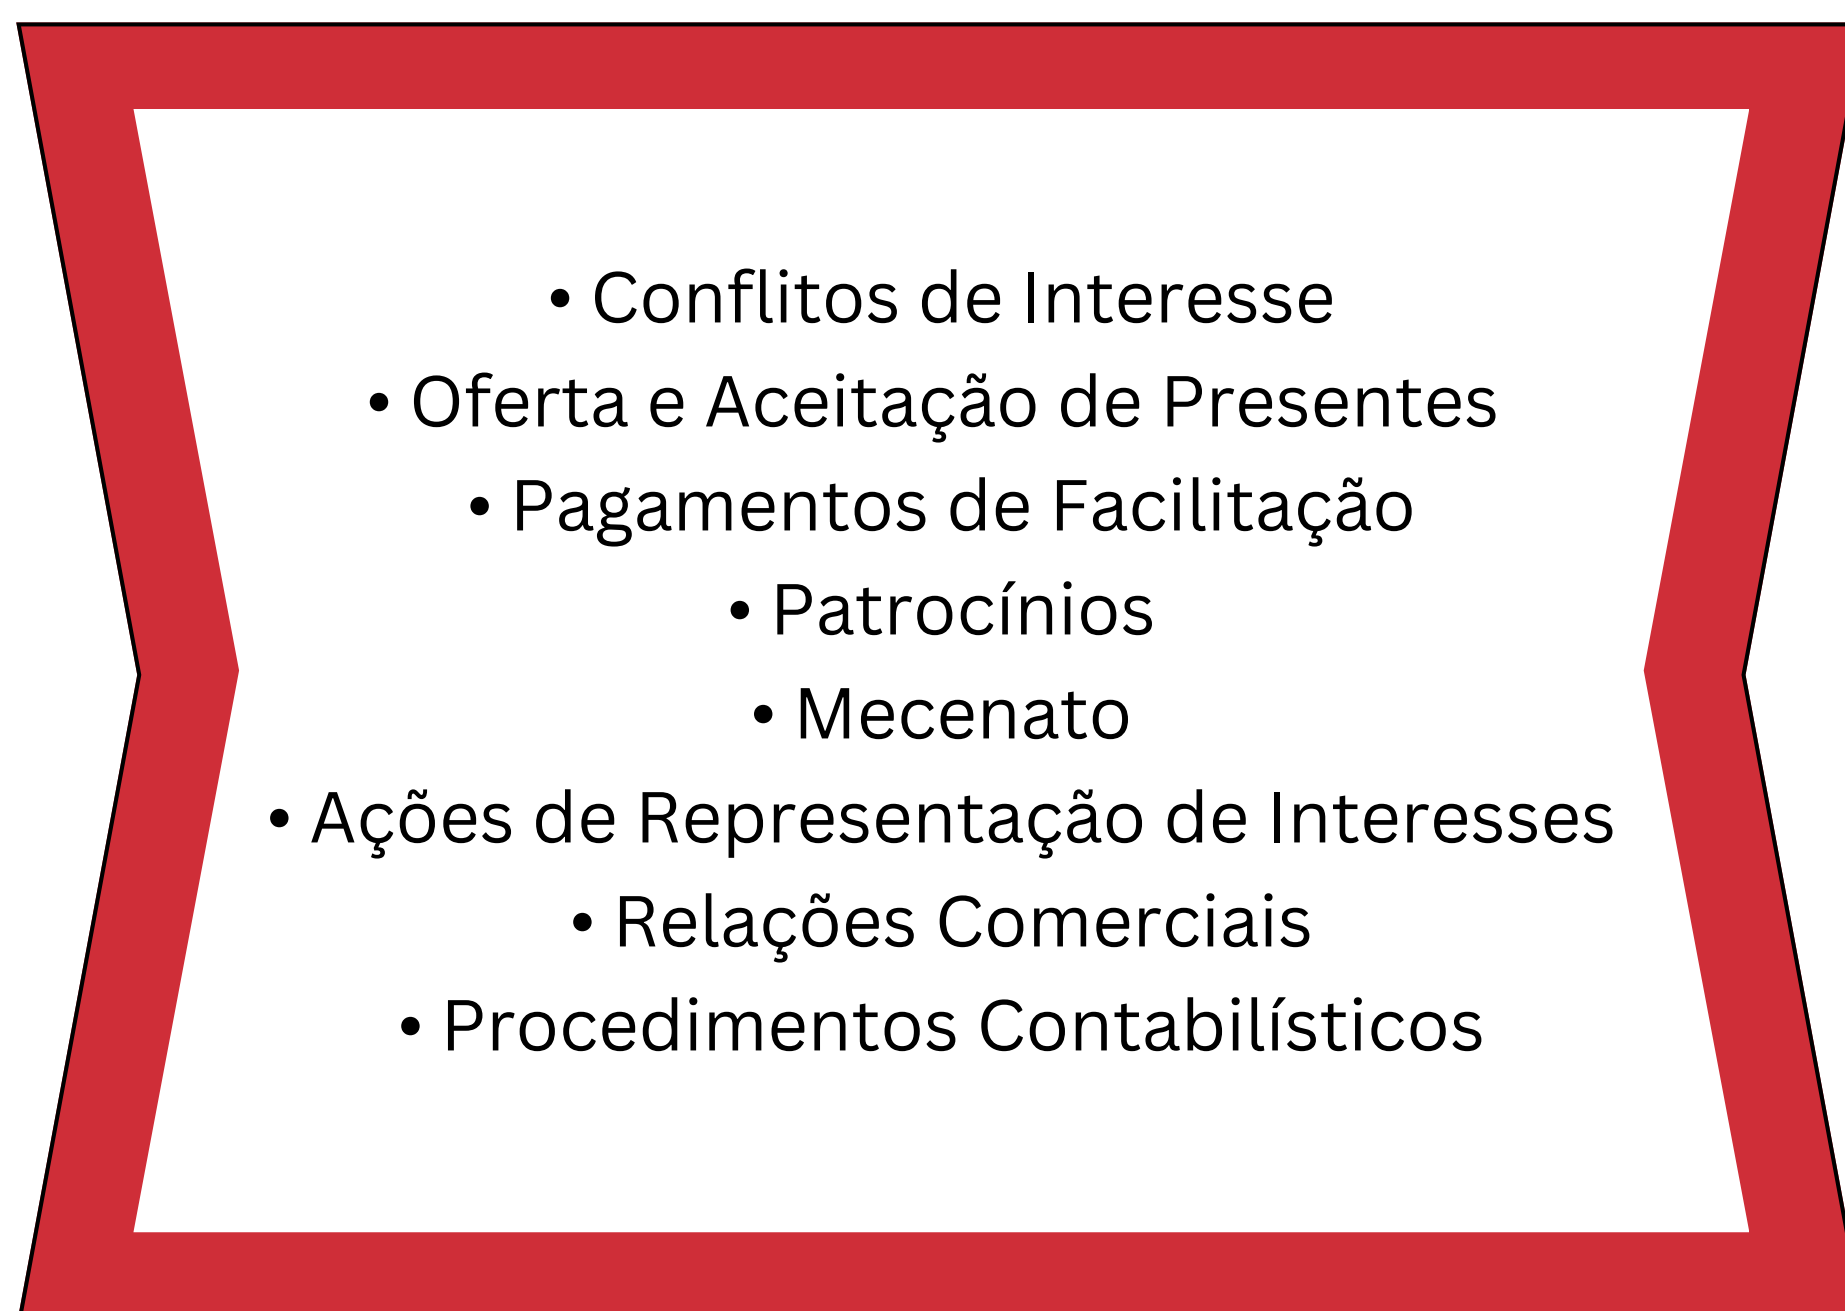 • Conflitos de Interesse
• Oferta e Aceitação de Presentes
• Pagamentos de Facilitação
• Patrocínios
• Mecenato
• Ações de Representação de Interesses
• Relações Comerciais
• Procedimentos Contabilísticos